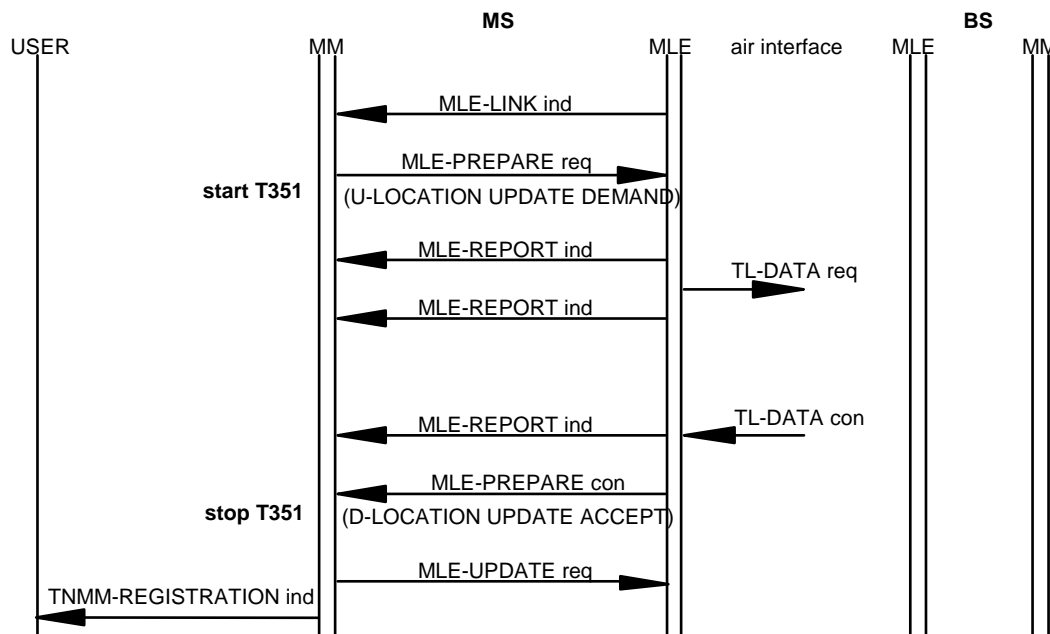 MS
BS
USER
MM
MLE
air interface
MLE
MM
MLE-LINK ind
MLE-PREPARE req
start T351
(U-LOCATION UPDATE DEMAND)
MLE-REPORT ind
TL-DATA req
MLE-REPORT ind
TL-DATA con
MLE-REPORT ind
MLE-PREPARE con
stop T351
(D-LOCATION UPDATE ACCEPT)
MLE-UPDATE req
TNMM-REGISTRATION ind